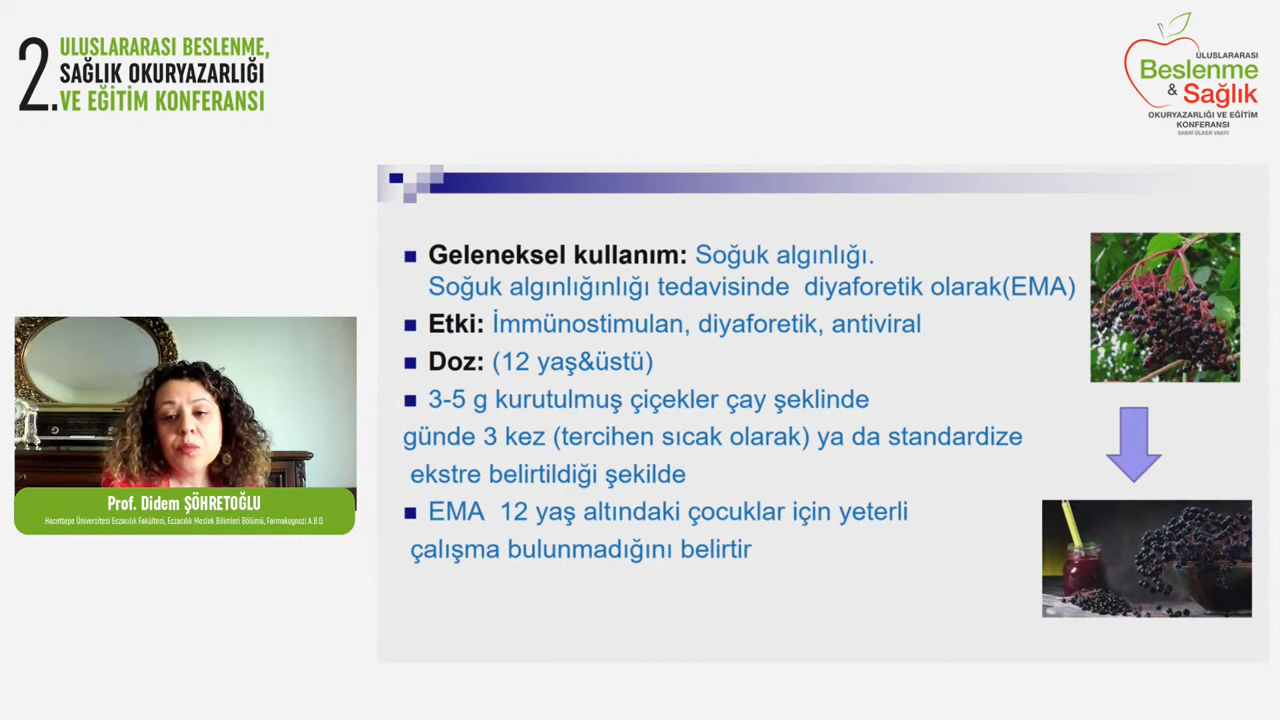 2.
ULUSLARARASI BESLENME,
SAĞLIK OKURYAZARLIĞI
VE EĞİTİM KONFERANSI
ULUSLARARASI
Beslenme
& Sağlık
OKURYAZARLIĞI VE EĞİTİM
KONFERANSI
SABRİ ÜLKER VAKFI
Geleneksel kullanım: Soğuk algınlığı.
Soğuk algınlığınlığı tedavisinde diyaforetik olarak(EMA)
Etki: İmmünostimulan, diyaforetik, antiviral
Doz: (12 yaş&üstü)
3-5 g kurutulmuş çiçekler çay şeklinde
günde 3 kez (tercihen sıcak olarak) ya da standardize
ekstre belirtildiği şekilde
EMA 12 yaş altındaki çocuklar için yeterli
çalışma bulunmadığını belirtir
Prof. Didem ŞÖHRETOĞLU
Hacettepe Üniversitesi Eczacılık Fakültesi, Eczacılık Meslek Bilimleri Bölümü, Farmakognozi A.B.D.